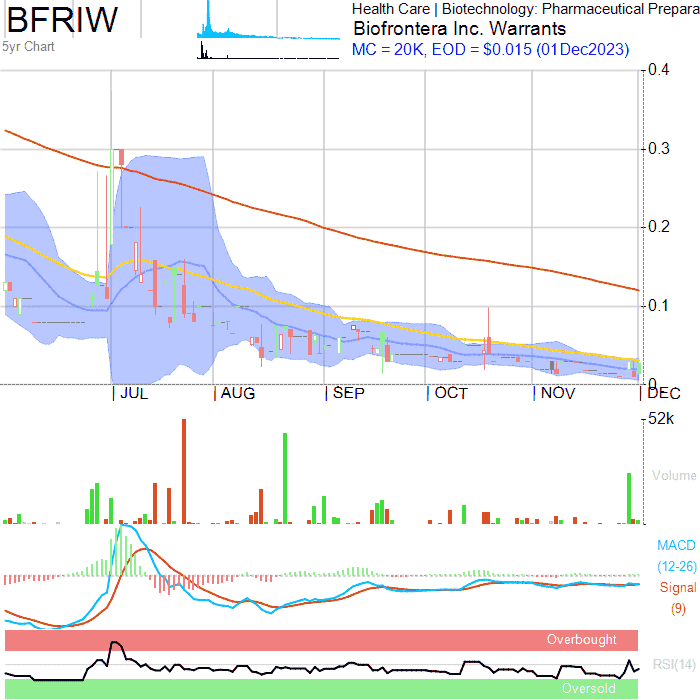 BFRIW
5yr Chart
Health Care | Biotechnology: Pharmaceutical Prepara
Biofrontera Inc. Warrants
MC = 20K, EOD = $0.015 (01Dec2023)
0.4
0.3
0.2
0.1
0
JUL
AUG
SEP
OCT
NOV
DEC
52k
Volume
MACD
(12-26)
Signal
(9)
Overbought
RSI(14)
Oversold